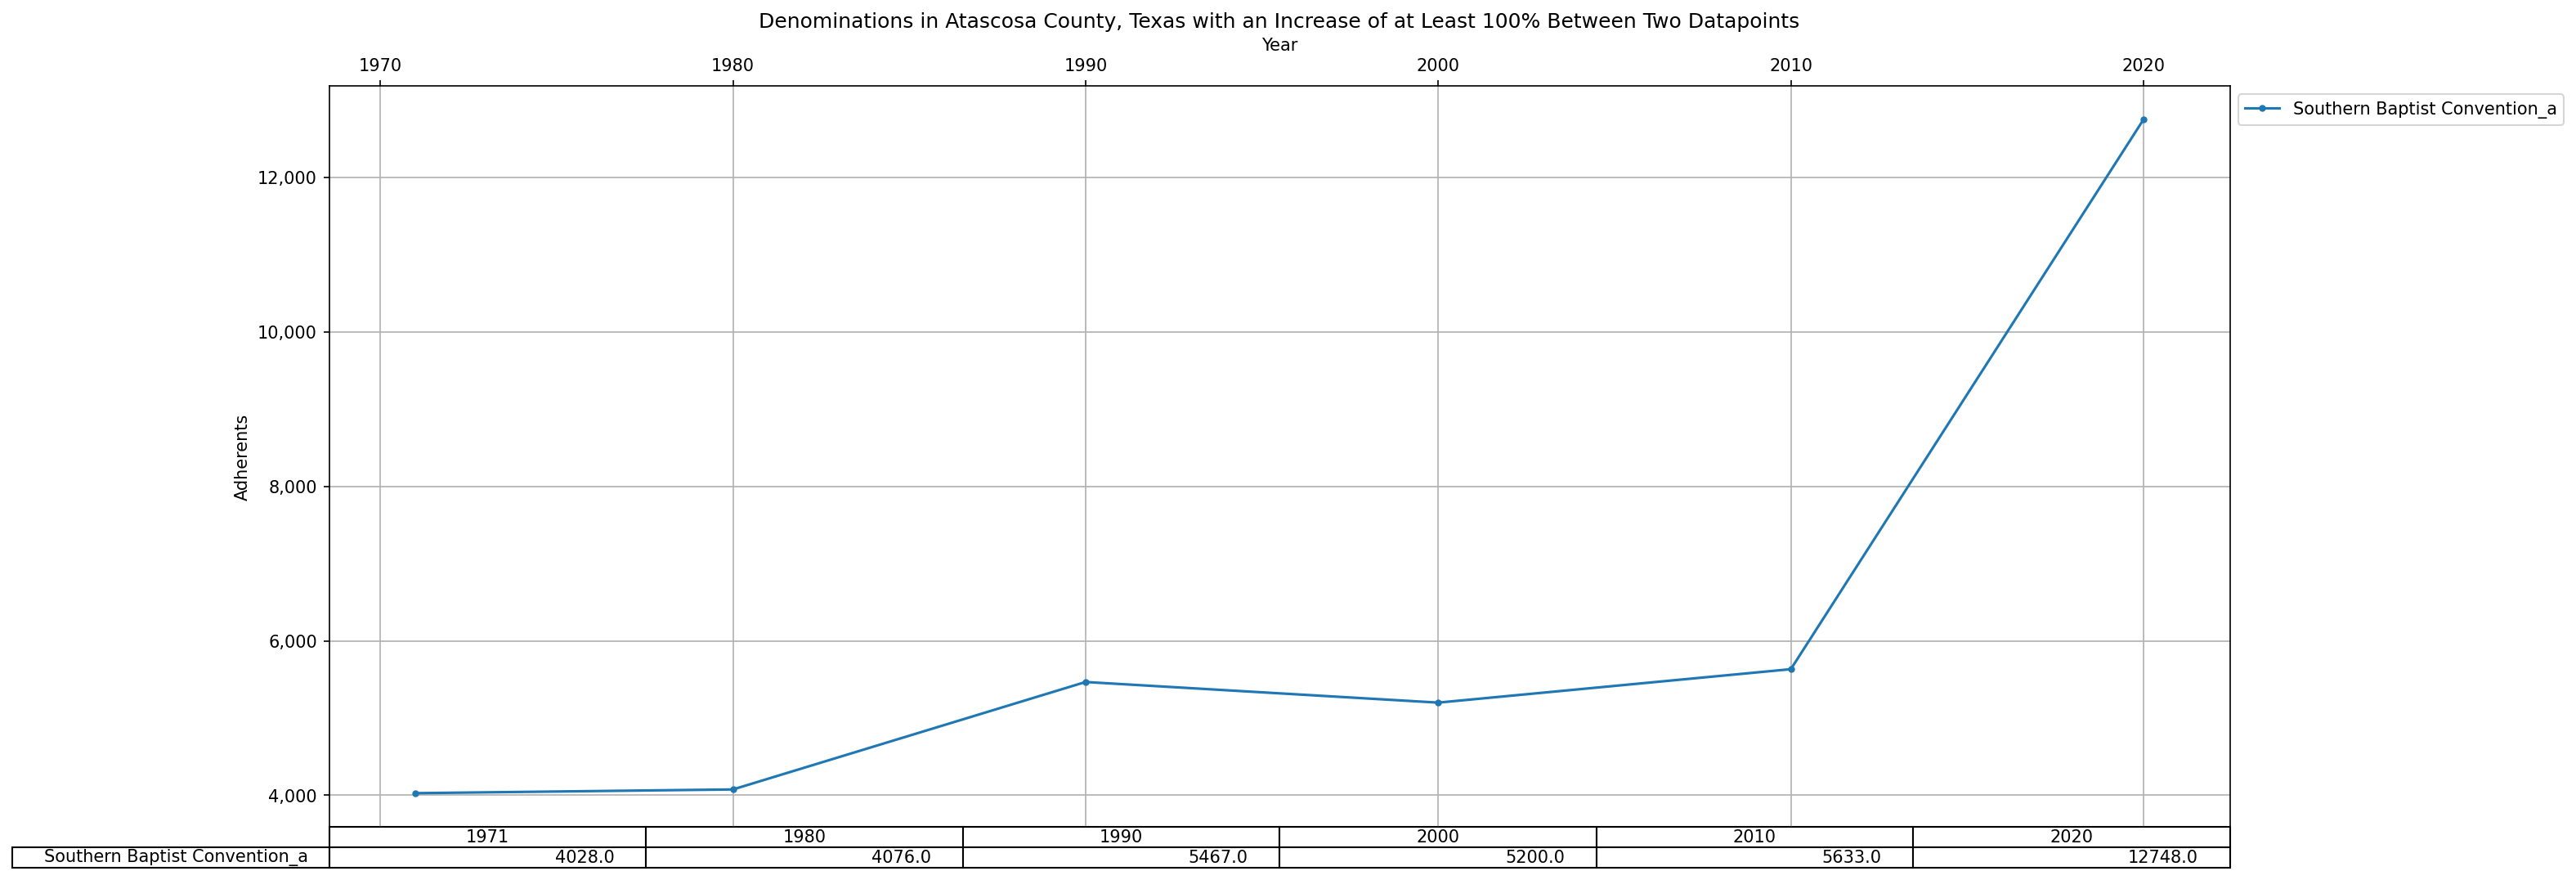 Denominations in Atascosa County, Texas with an Increase of at Least 100% Between Two Datapoints
Year
1970 1980 1990 2000 2010 2020
Southern Baptist Convention_a
12,000
10,000
8,000
6,000
4,000
Adherents
1971 1980 1990 2000 2010 2020
Southern Baptist Convention_a 4028.0 4076.0 5467.0 5200.0 5633.0 12748.0